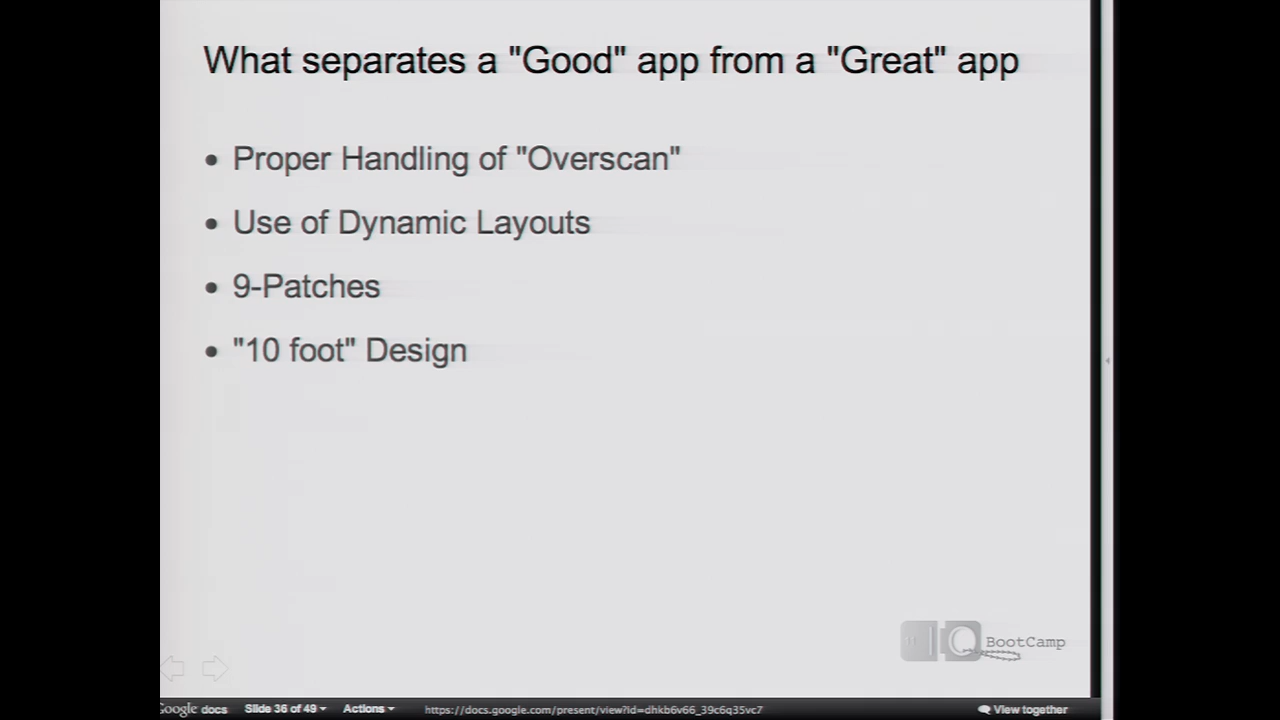 What separates a "Good" app from a "Great" app
• Proper Handling of "Overscan"
• Use of Dynamic Layouts
• 9-Patches
• "10 foot" Design
BootCamp
Google docs Slide 36 of 49 Actions https://docs.google.com/present/view?id=dhkb6v66_39c6q35vc7 View together